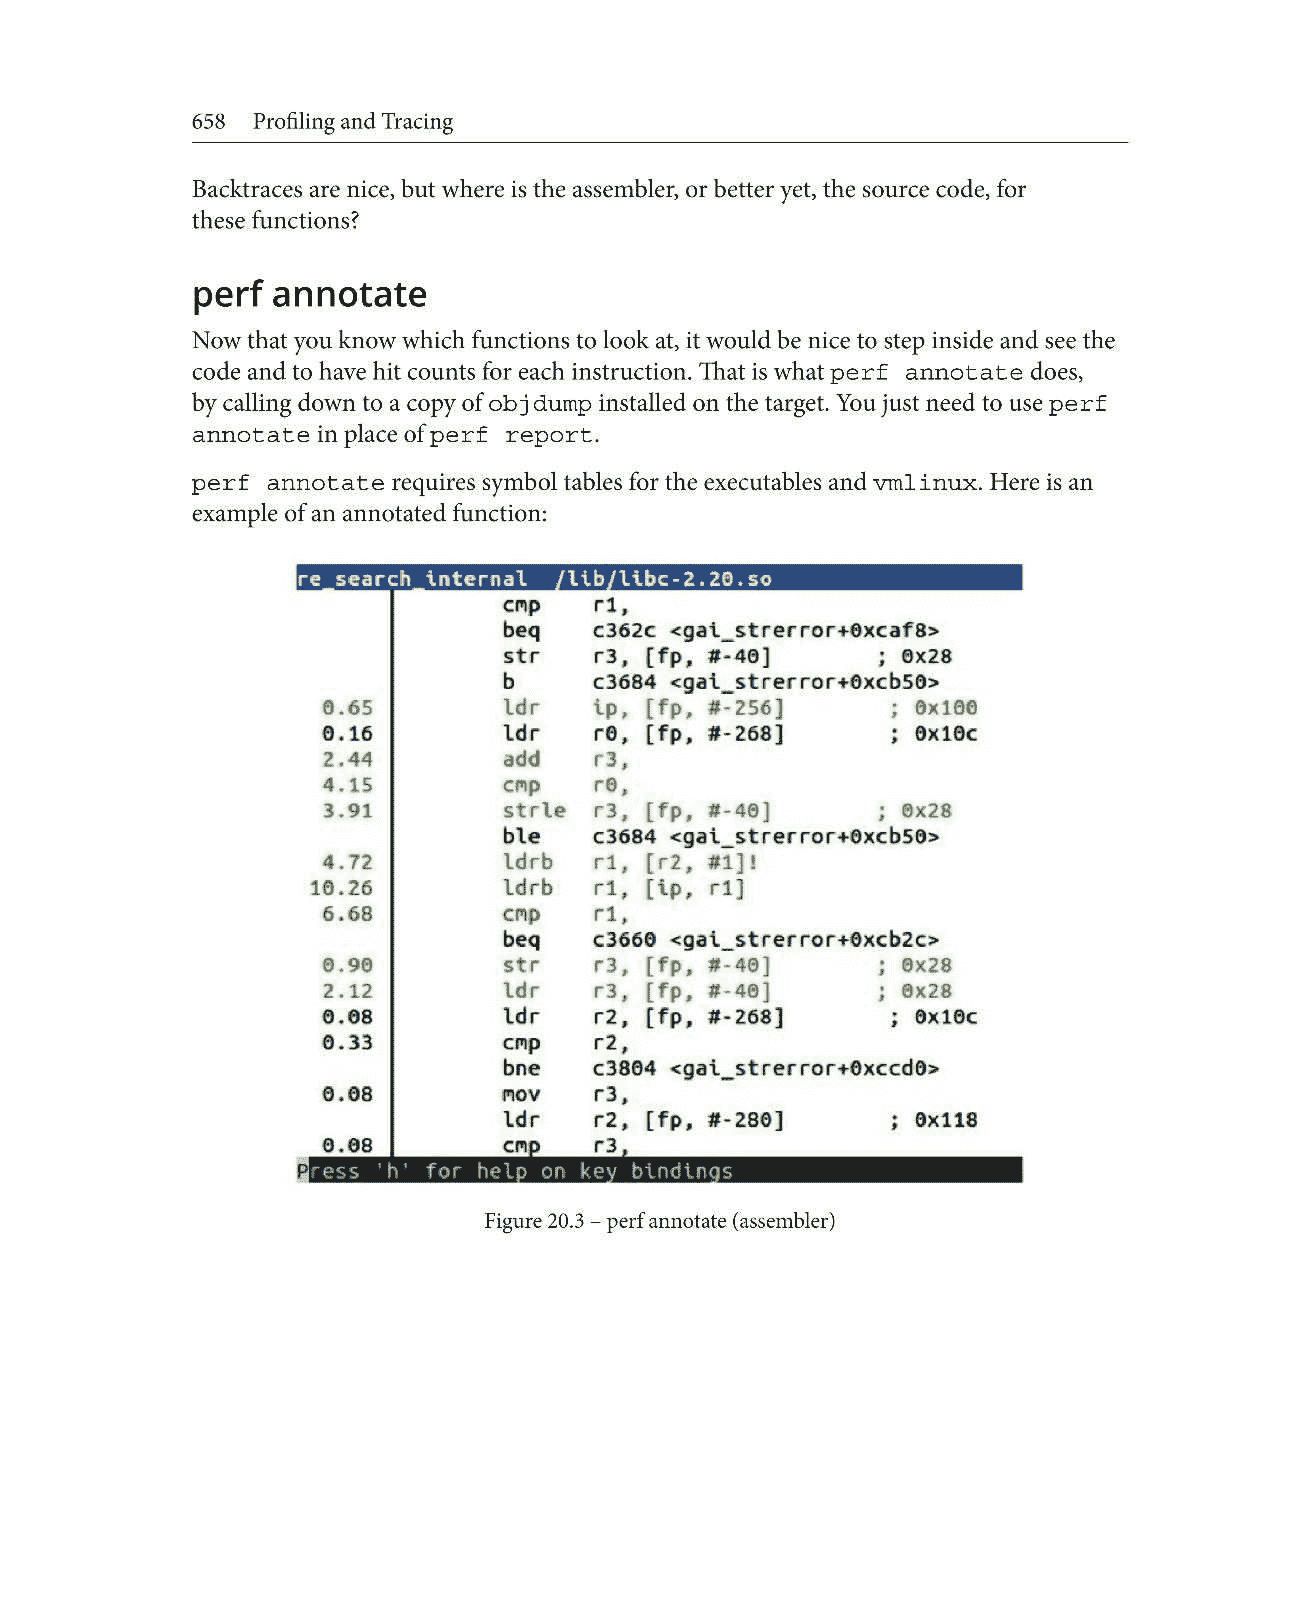 658 Profiling and Tracing
Backtraces are nice, but where is the assembler, or better yet, the source code, for
these functions?
perf annotate
Now that you know which functions to look at, it would be nice to step inside and see the
code and to have hit counts for each instruction. That is what perf annotate does,
by calling down to a copy of objdump installed on the target. You just need to use perf
annotate in place of perf report.
perf annotate requires symbol tables for the executables and vmlinux. Here is an
example of an annotated function:
re_search_internal /lib/libc-2.20.so
cmp r1,
beq c362c <gai_strerror+0xcaf8>
str r3, [fp, #-40] ; 0x28
b c3684 <gai_strerror+0xcb50>
0.65 ldr ip, [fp, #-256] ; 0x100
0.16 ldr r0, [fp, #-268] ; 0x10c
2.44 add r3,
4.15 cmp r0,
3.91 strle r3, [fp, #-40] ; 0x28
ble c3684 <gai_strerror+0xcb50>
4.72 ldrb r1, [r2, #1]!
10.26 ldrb r1, [ip, r1]
6.68 cmp r1,
beq c3660 <gai_strerror+0xcb2c>
0.90 str r3, [fp, #-40] ; 0x28
2.12 ldr r3, [fp, #-40] ; 0x28
0.08 ldr r2, [fp, #-268] ; 0x10c
0.33 cmp r2,
bne c3804 <gai_strerror+0xccd0>
0.08 mov r3,
ldr r2, [fp, #-280] ; 0x118
0.08 cmp r3,
Press 'h' for help on key bindings
Figure 20.3 – perf annotate (assembler)